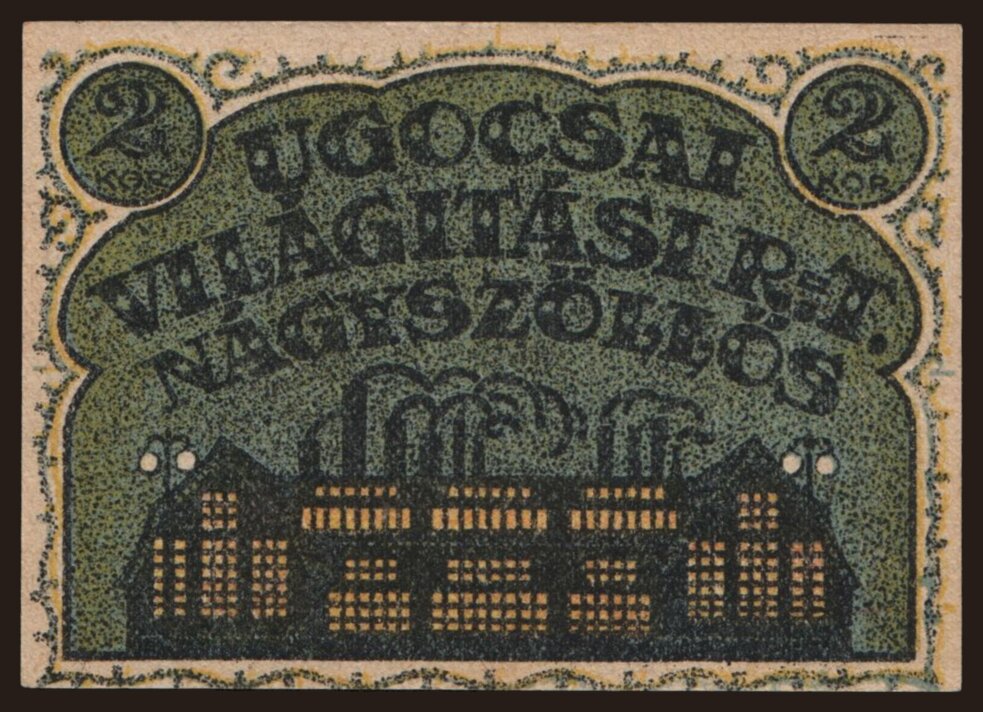 2 KOR
2 KOR
UGOCSAI
VILÁGITÁSI R=T.
NAGYSZŐLLŐS